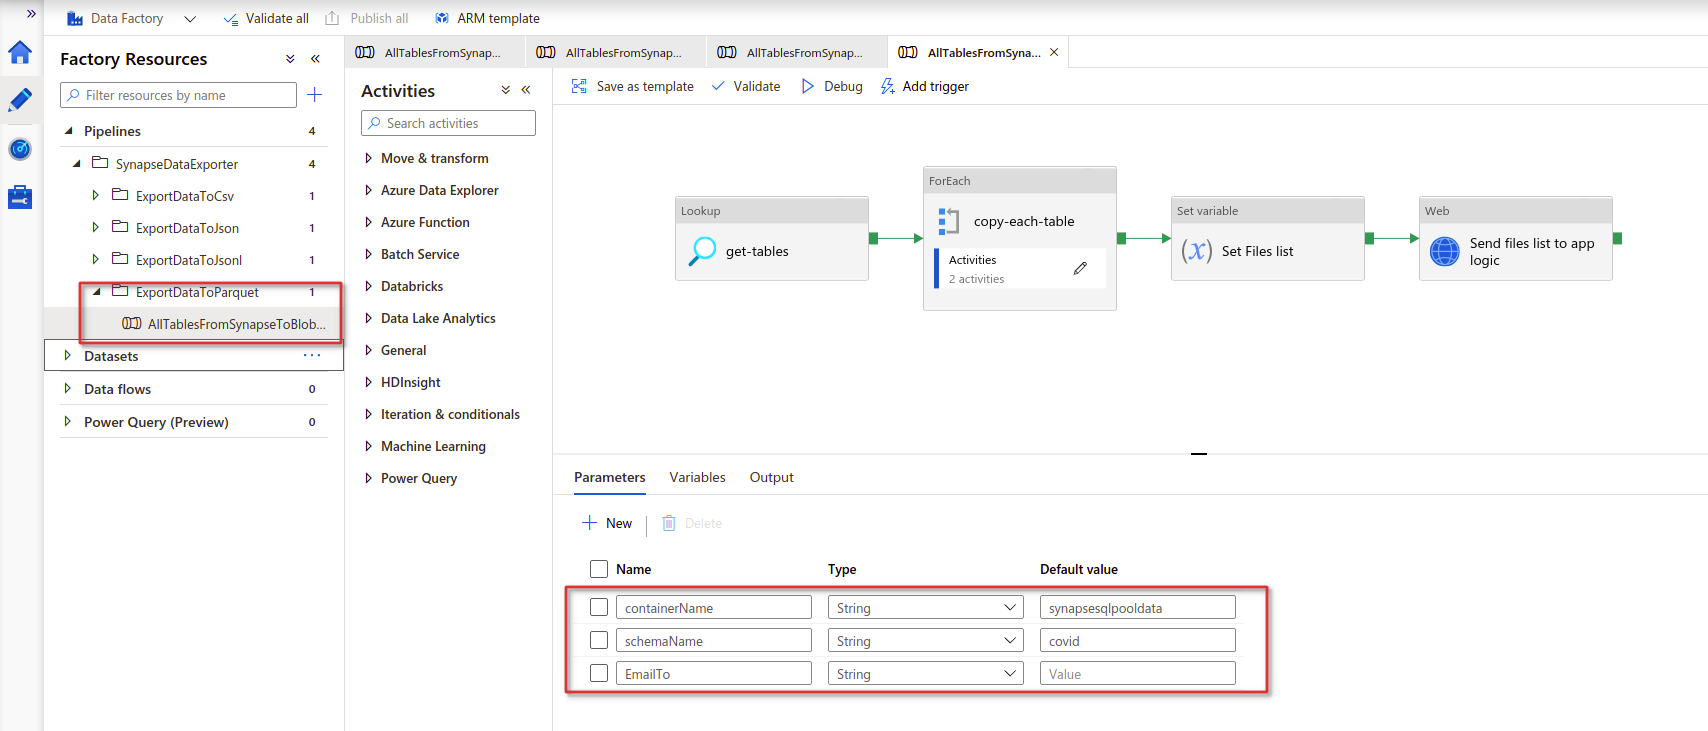 Data Factory
Validate all
Publish all
ARM template
Factory Resources
Filter resources by name
Pipelines 4
SynapseDataExporter 4
ExportDataToCsv 1
ExportDataToJson 1
ExportDataToJsonl 1
ExportDataToParquet 1
AllTablesFromSynapseToBlob...
Datasets
Data flows 0
Power Query (Preview) 0
AllTablesFromSynap...
AllTablesFromSynap...
AllTablesFromSynap...
AllTablesFromSyna...
Activities
Search activities
Move & transform
Azure Data Explorer
Azure Function
Batch Service
Databricks
Data Lake Analytics
General
HDInsight
Iteration & conditionals
Machine Learning
Power Query
Save as template
Validate
Debug
Add trigger
Lookup
get-tables
ForEach
copy-each-table
Activities
2 activities
Set variable
(x) Set Files list
Web
Send files list to app
logic
Parameters Variables Output
New
Delete
Name Type Default value
containerName String synapsesqlpooldata
schemaName String covid
EmailTo String Value